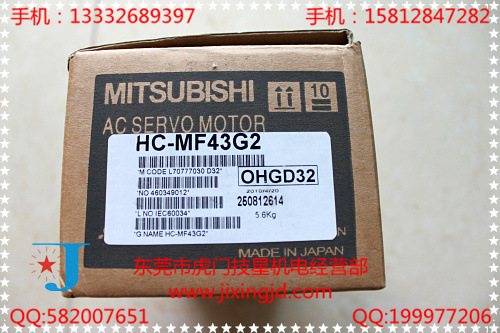 手机：13332689397
手机：15812847282
MITSUBISHI
10
AC SERVO MOTOR
HC-MF43G2
"M CODE L70777030 D32"
OHGD32
"NO 460349012"
250812614
"L NO IEC60034"
5.6Kg
"G NAME HC-MF43G2"
MADE IN JAPAN
J
东莞市虎门技星机电经营部
www.jixingjd.com
QQ:582007651
QQ:199977206